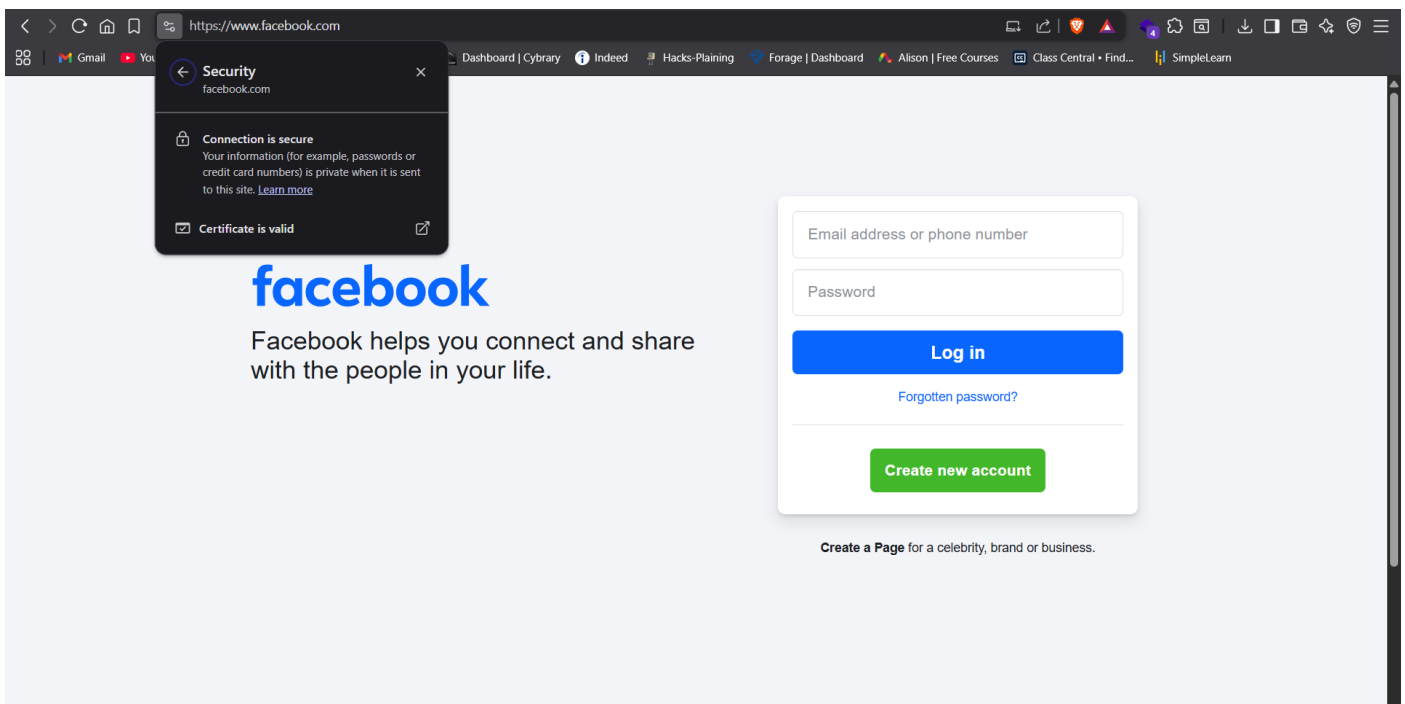 https://www.facebook.com
4
Gmail
You
Dashboard | Cybrary
Indeed
Hacks-Plaining
Forage | Dashboard
Alison | Free Courses
Class Central • Find...
SimpleLearn
Security
facebook.com
Connection is secure
Your information (for example, passwords or
credit card numbers) is private when it is sent
to this site. Learn more
Certificate is valid
facebook
Facebook helps you connect and share
with the people in your life.
Email address or phone number
Password
Log in
Forgotten password?
Create new account
Create a Page for a celebrity, brand or business.